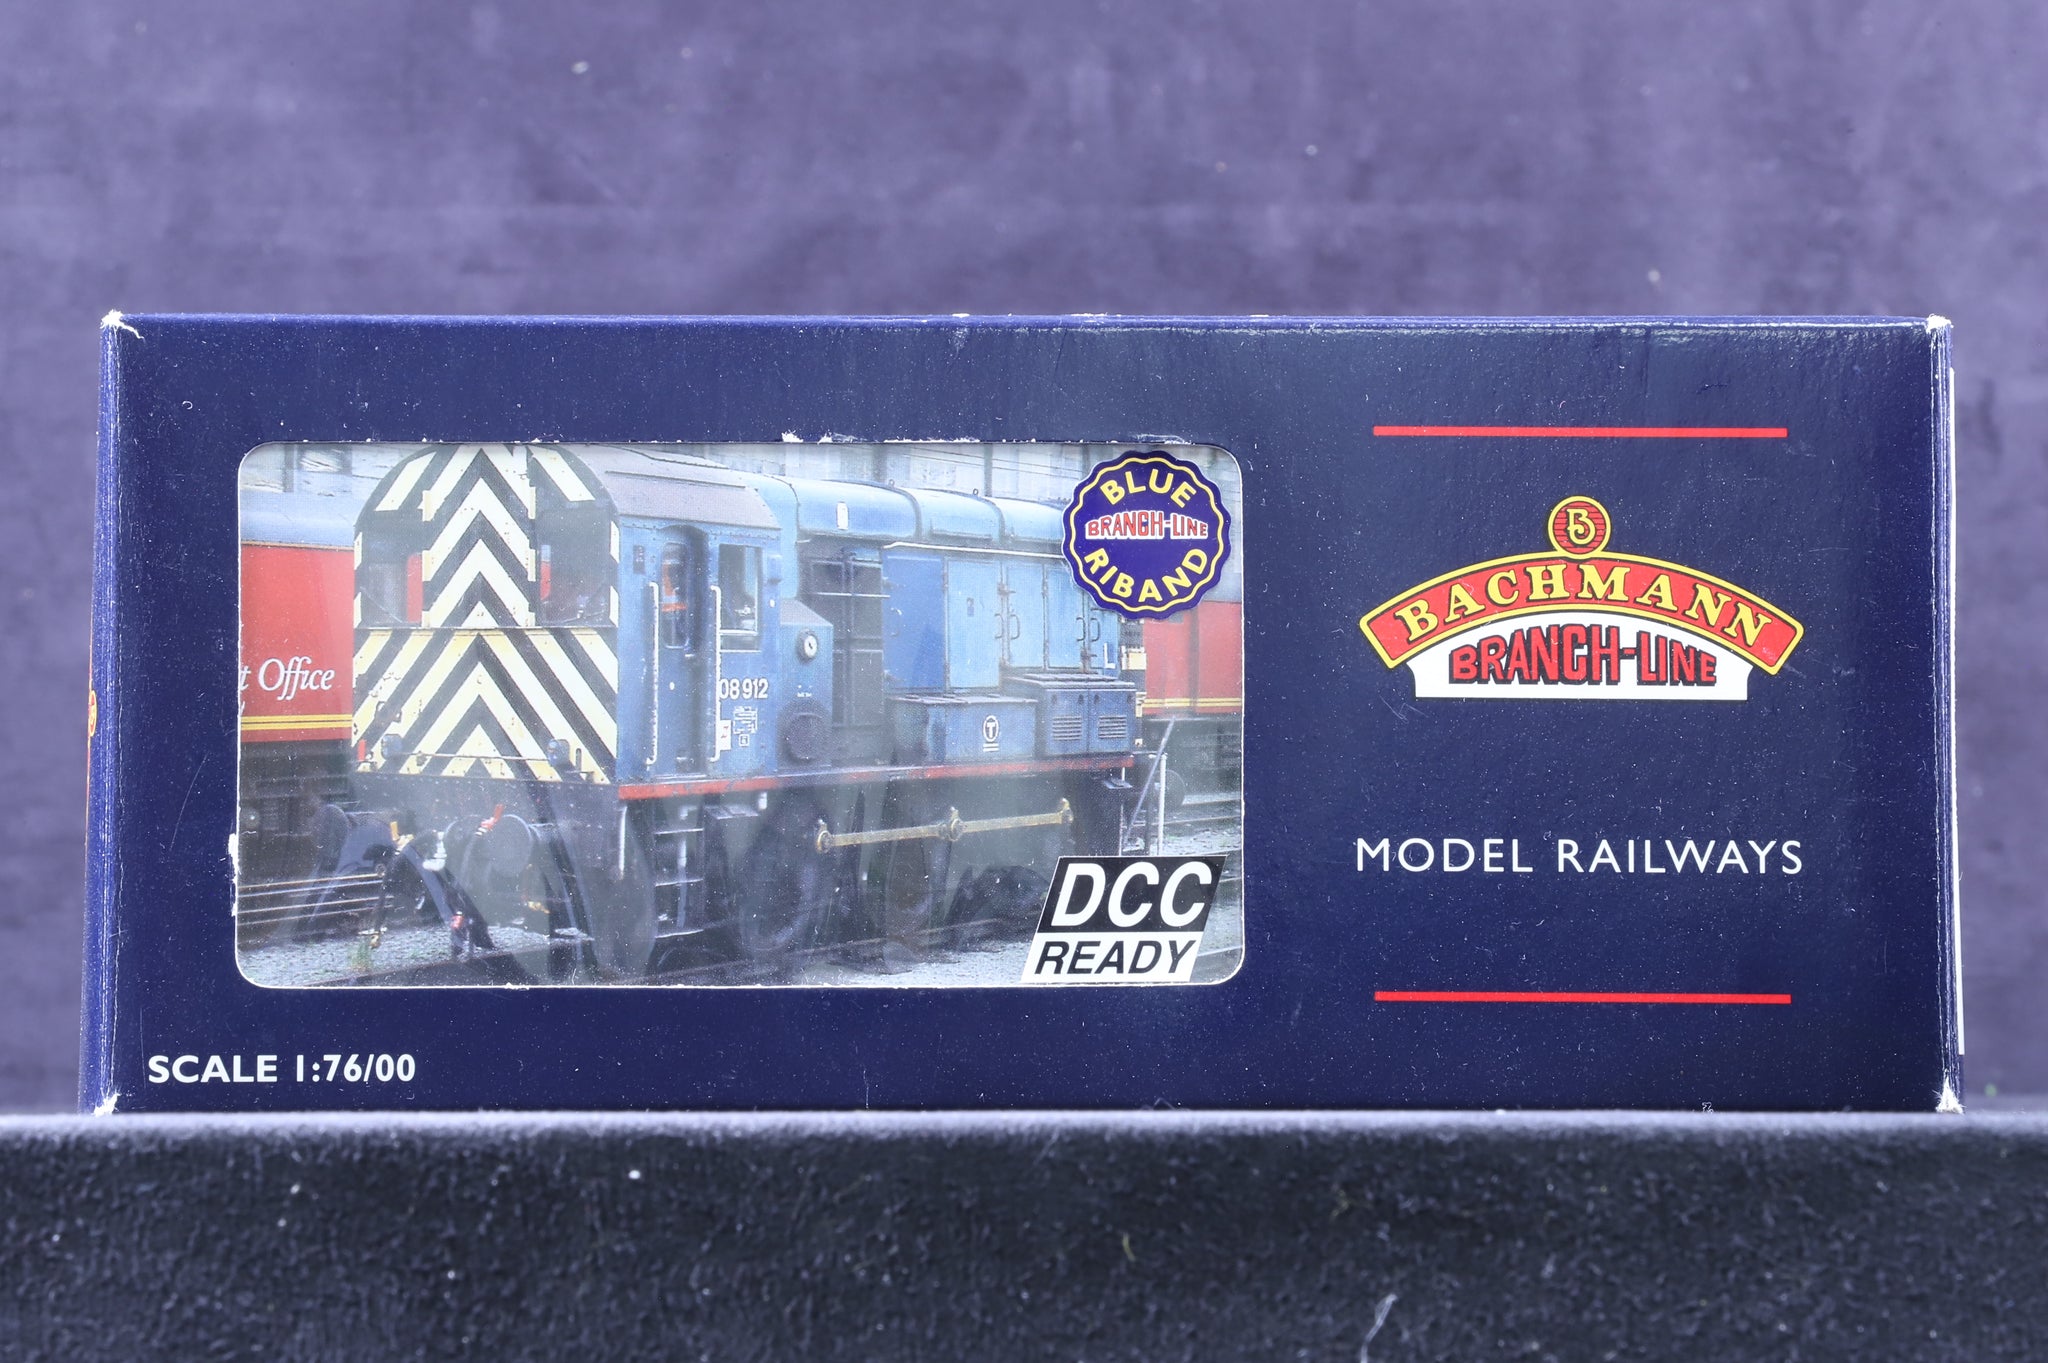 BLUE
BRANCH-LINE
RIBAND
t Office
08 912
L
T
DCC
READY
B
BACHMANN
BRANCH-LINE
MODEL RAILWAYS
SCALE 1:76/00